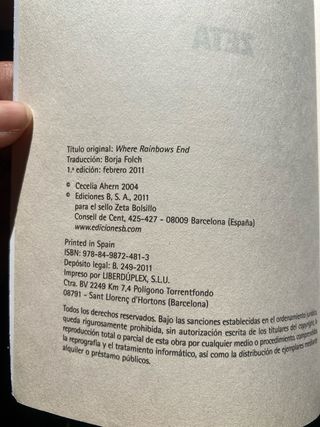 ZETA
Título original: Where Rainbows End
Traducción: Borja Folch
1.ª edición: febrero 2011
© Cecelia Ahern 2004
© Ediciones B, S. A., 2011
para el sello Zeta Bolsillo
Consell de Cent, 425-427 - 08009 Barcelona (España)
www.edicionesb.com
Printed in Spain
ISBN: 978-84-9872-481-3
Depósito legal: B. 249-2011
Impreso por LIBERDÚPLEX, S.L.U.
Ctra. BV 2249 Km 7,4 Polígono Torrentfondo
08791 - Sant Llorenç d'Hortons (Barcelona)
Todos los derechos reservados. Bajo las sanciones establecidas en el ordenamiento jurídico,
queda rigurosamente prohibida, sin autorización escrita de los titulares del copyright, la
reproducción total o parcial de esta obra por cualquier medio o procedimiento, comprendidos
la reprografía y el tratamiento informático, así como la distribución de ejemplares mediante
alquiler o préstamo públicos.